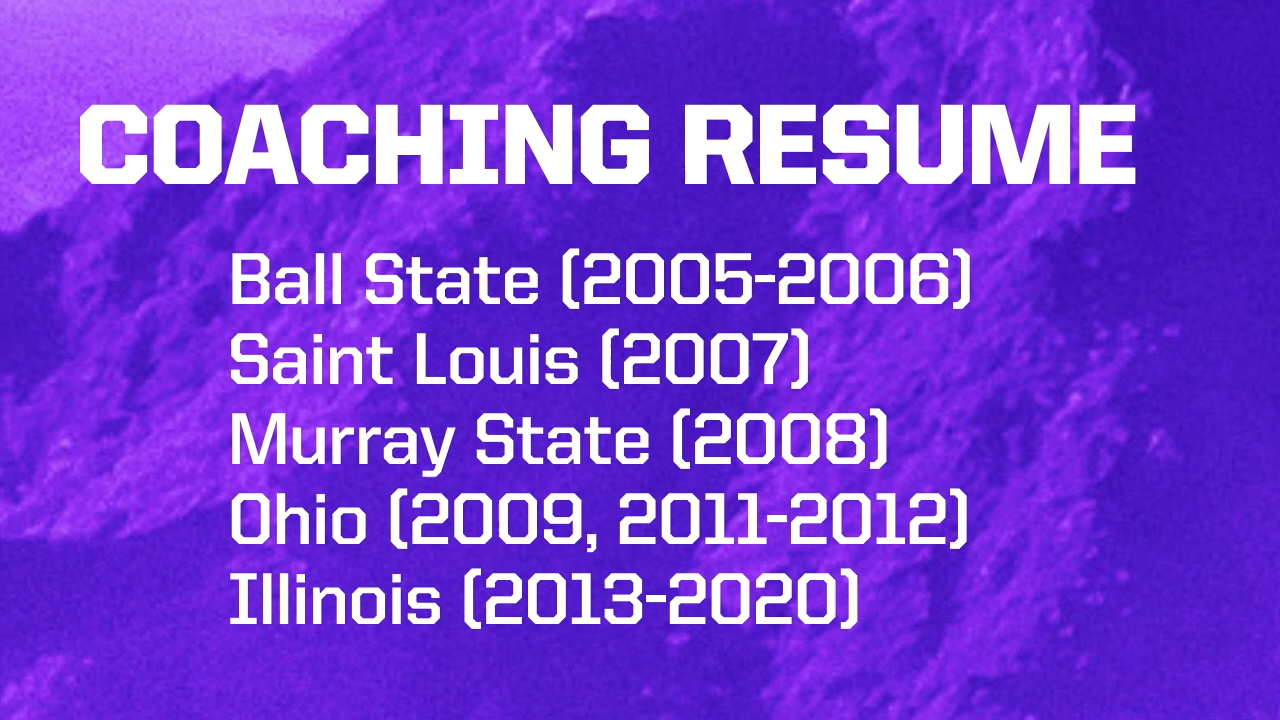 COACHING RESUME
Ball State (2005-2006)
Saint Louis (2007)
Murray State (2008)
Ohio (2009, 2011-2012)
Illinois (2013-2020)